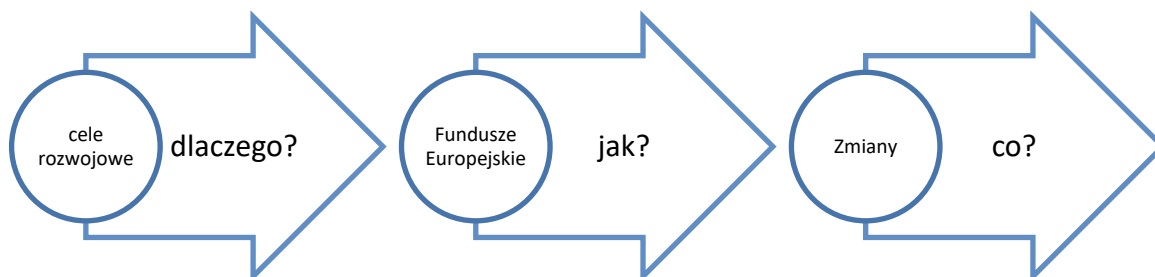 cele
rozwojowe
dlaczego?
Fundusze
Europejskie
jak?
Zmiany
co?